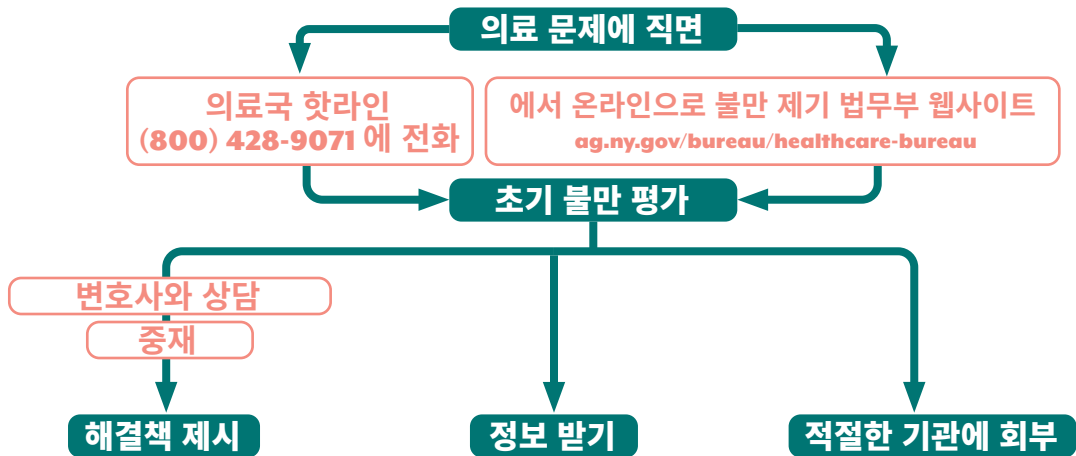 의료 문제에 직면
의료국 핫라인
(800) 428-9071 에 전화
에서 온라인으로 불만 제기 법무부 웹사이트
ag.ny.gov/bureau/healthcare-bureau
초기 불만 평가
변호사와 상담
중재
해결책 제시
정보 받기
적절한 기관에 회부